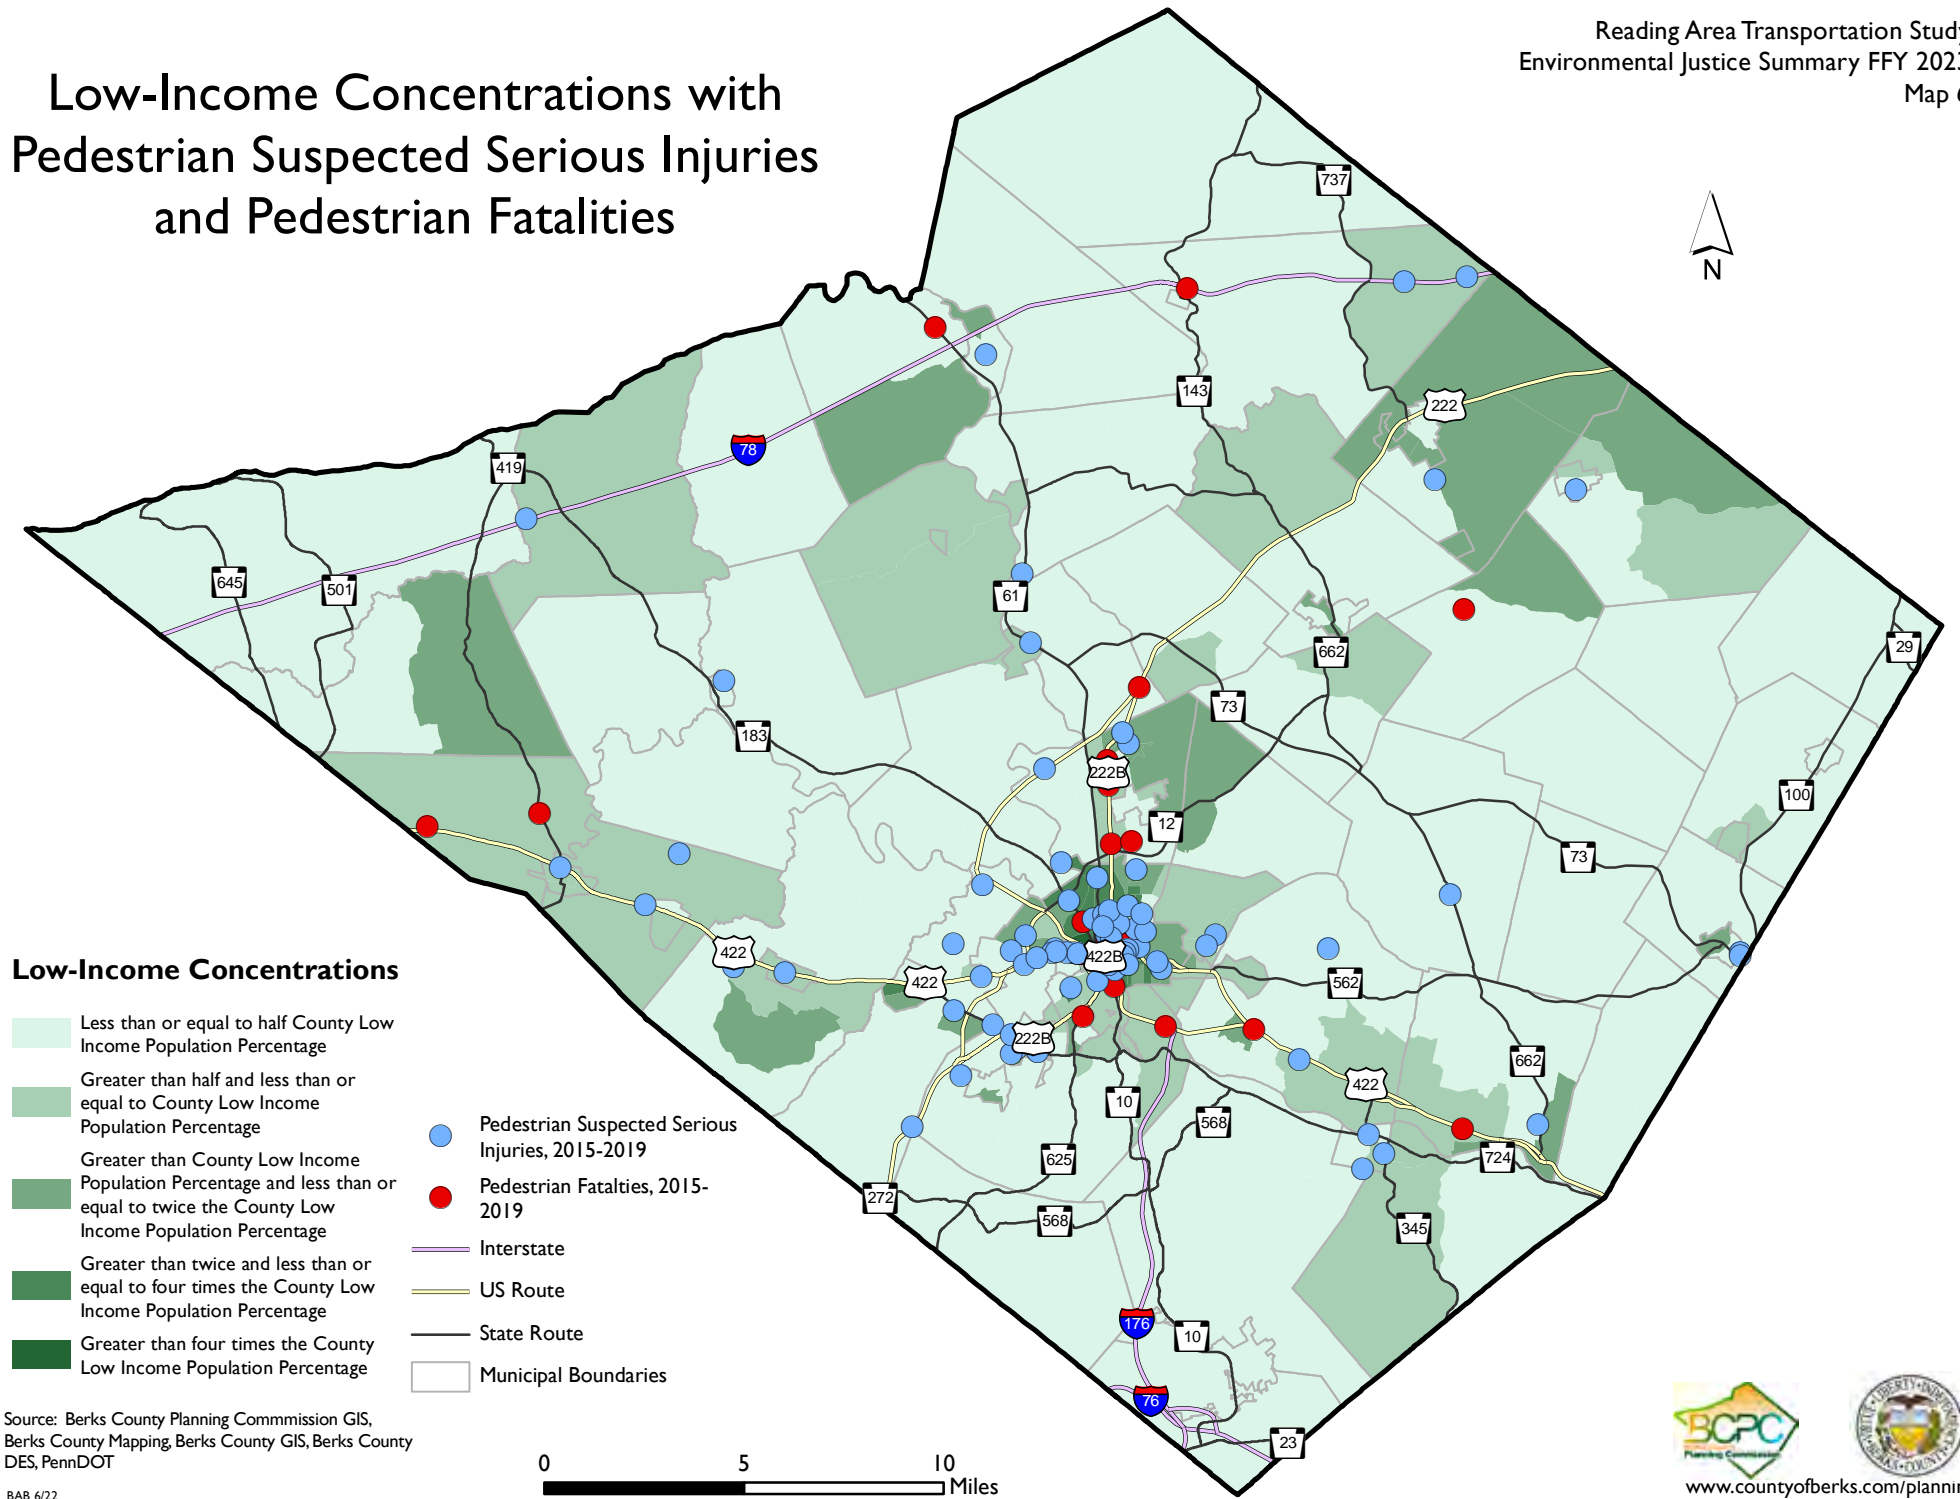 Reading Area Transportation Study
Environmental Justice Summary FFY 2023
Map
Low-Income Concentrations with
Pedestrian Suspected Serious Injuries
and Pedestrian Fatalities
N
737
143
222
78
419
645
501
61
662
29
73
183
222B
100
12
73
422
422B
422
562
222B
662
422
10
568
625
724
272
568
345
176
10
76
23
Low-Income Concentrations
Less than or equal to half County Low
Income Population Percentage
Greater than half and less than or
equal to County Low Income
Population Percentage
Greater than County Low Income
Population Percentage and less than or
equal to twice the County Low
Income Population Percentage
Greater than twice and less than or
equal to four times the County Low
Income Population Percentage
Greater than four times the County
Low Income Population Percentage
Pedestrian Suspected Serious
Injuries, 2015-2019
Pedestrian Fatalties, 2015-
2019
Interstate
US Route
State Route
Municipal Boundaries
Source: Berks County Planning Commmission GIS,
Berks County Mapping, Berks County GIS, Berks County
DES, PennDOT
BAB 6/22
0 5 10
Miles
BCPC
Planning Commission
www.countyofberks.com/plannin